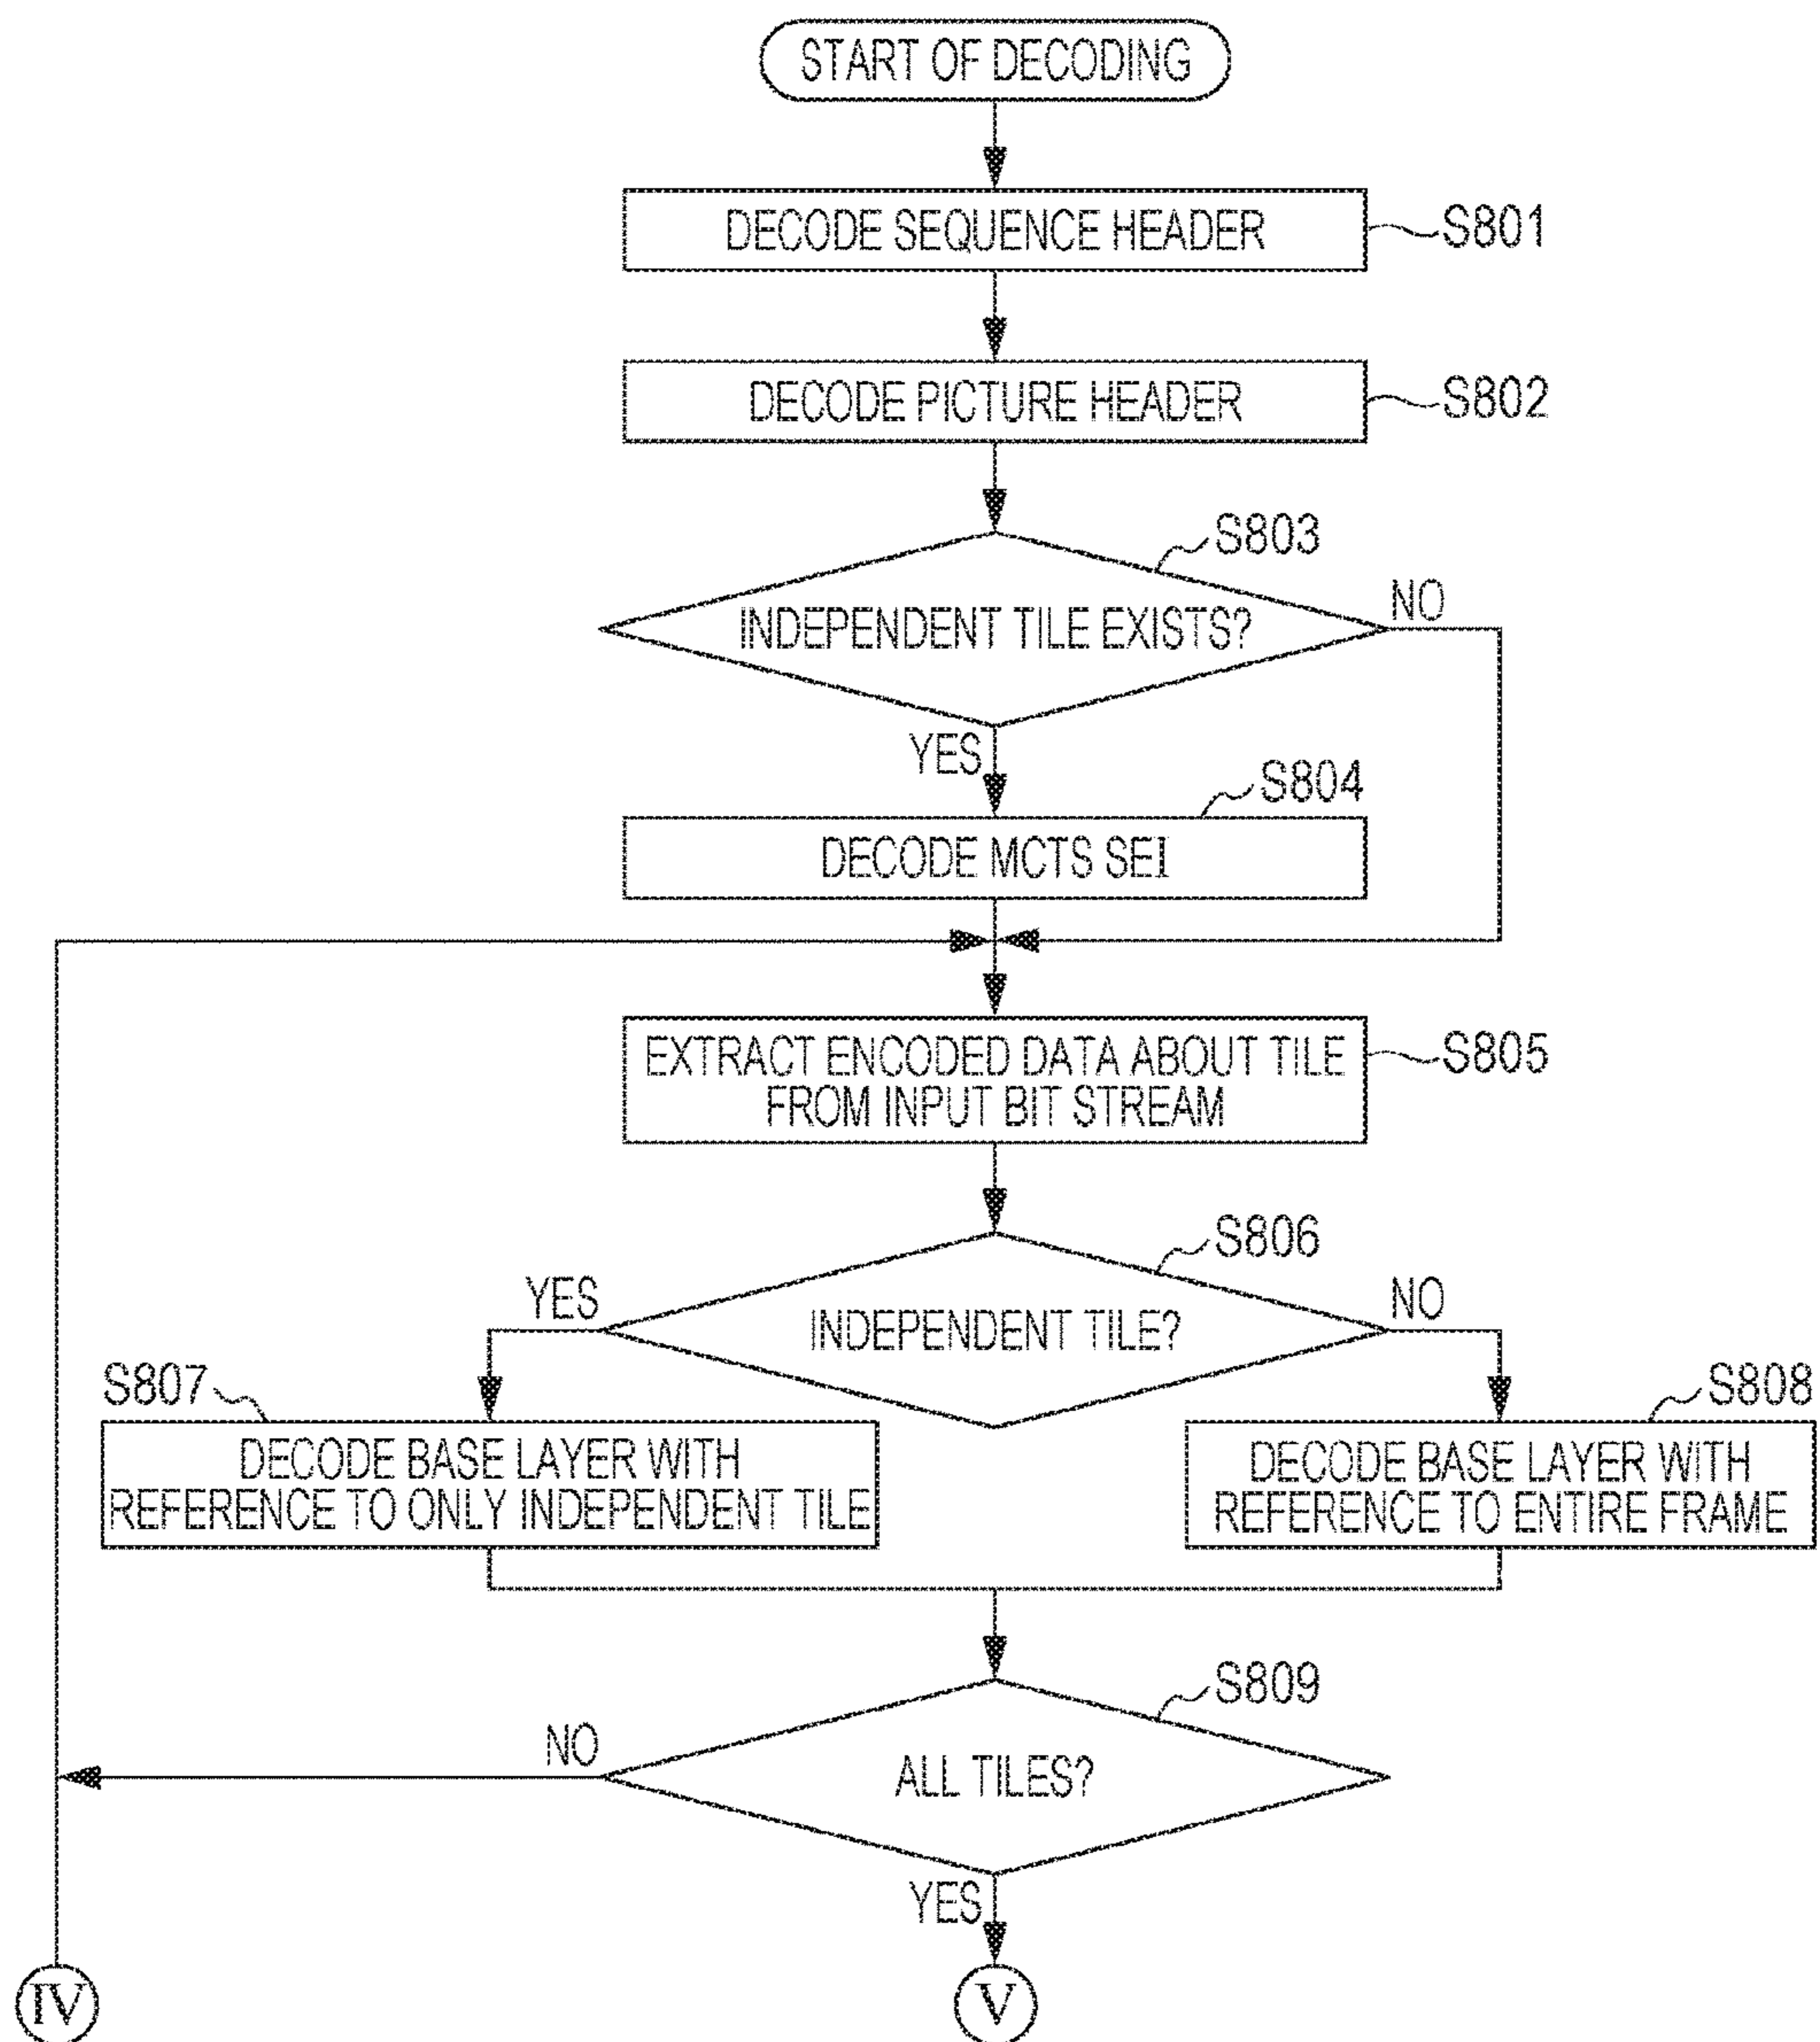 START OF DECODING
DECODE SEQUENCE HEADER
S801
DECODE PICTURE HEADER
S802
S803
INDEPENDENT TILE EXISTS?
NO
YES
S804
DECODE MCTS SEI
EXTRACT ENCODED DATA ABOUT TILE
FROM INPUT BIT STREAM
S805
S806
YES
INDEPENDENT TILE?
NO
S807
DECODE BASE LAYER WITH
REFERENCE TO ONLY INDEPENDENT TILE
S808
DECODE BASE LAYER WITH
REFERENCE TO ENTIRE FRAME
S809
NO
ALL TILES?
YES
IV
V